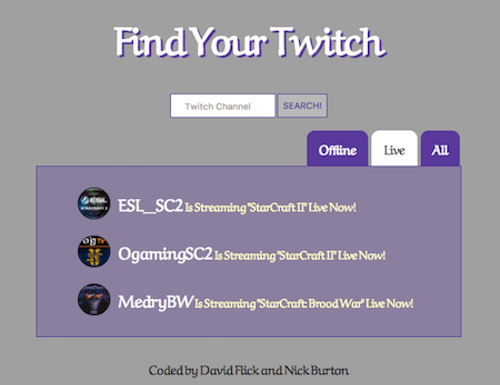 Find Your Twitch
Twitch Channel SEARCH!
Offline Live All
ESL_SC2 Is Streaming "StarCraft II" Live Now!
OgamingSC2 Is Streaming "StarCraft II" Live Now!
MedryBW Is Streaming "StarCraft: Brood War" Live Now!
Coded by David Flick and Nick Burton